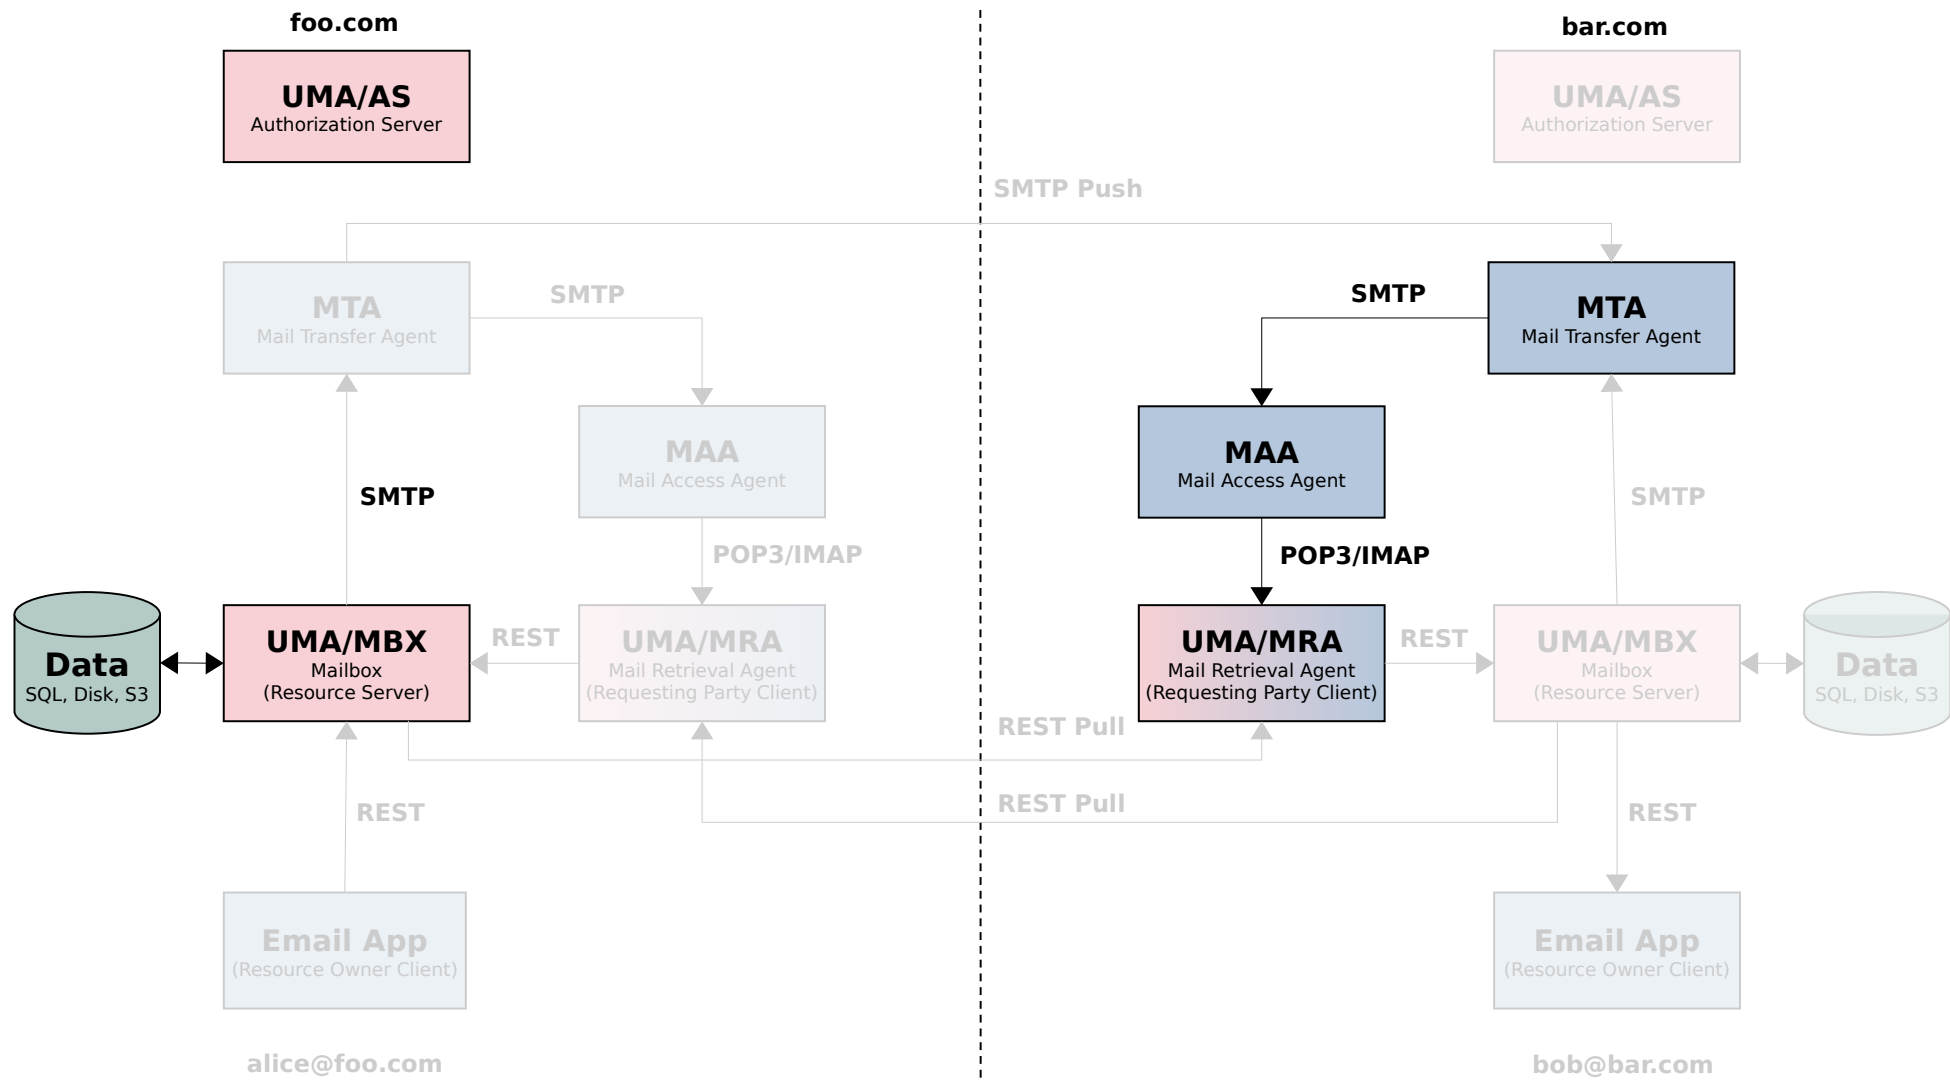 foo.com
bar.com
UMA/AS
Authorization Server
UMA/AS
Authorization Server
SMTP Push
MTA
Mail Transfer Agent
SMTP
SMTP
MTA
Mail Transfer Agent
MAA
Mail Access Agent
MAA
Mail Access Agent
SMTP
SMTP
POP3/IMAP
POP3/IMAP
Data
SQL, Disk, S3
UMA/MBX
Mailbox
(Resource Server)
REST
UMA/MRA
Mail Retrieval Agent
(Requesting Party Client)
UMA/MRA
Mail Retrieval Agent
(Requesting Party Client)
REST
UMA/MBX
Mailbox
(Resource Server)
Data
SQL, Disk, S3
REST Pull
REST Pull
REST
REST
Email App
(Resource Owner Client)
Email App
(Resource Owner Client)
alice@foo.com
bob@bar.com